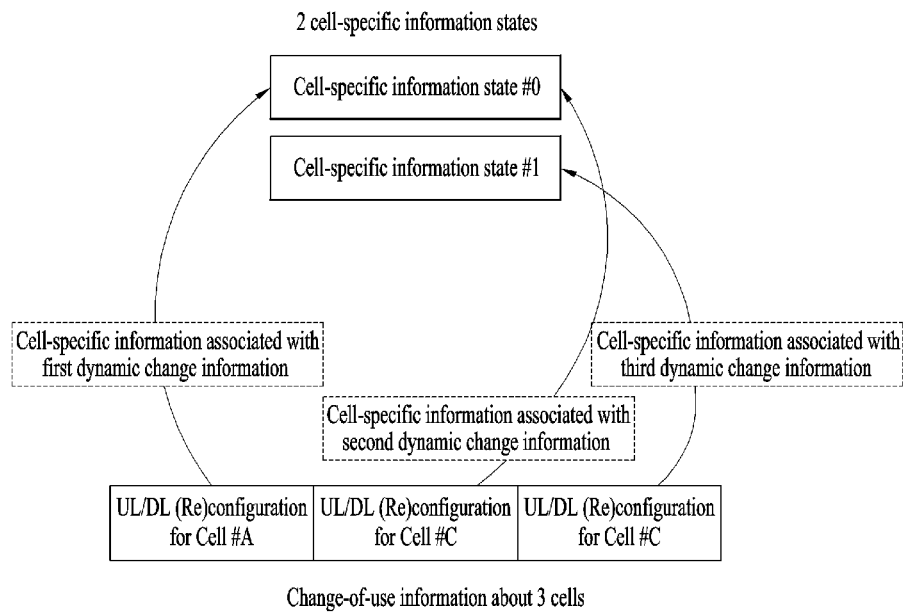 2 cell-specific information states
Cell-specific information state #0
Cell-specific information state #1
Cell-specific information associated with
first dynamic change information
Cell-specific information associated with
third dynamic change information
Cell-specific information associated with
second dynamic change information
UL/DL (Re)configuration
for Cell #A
UL/DL (Re)configuration
for Cell #C
UL/DL (Re)configuration
for Cell #C
Change-of-use information about 3 cells